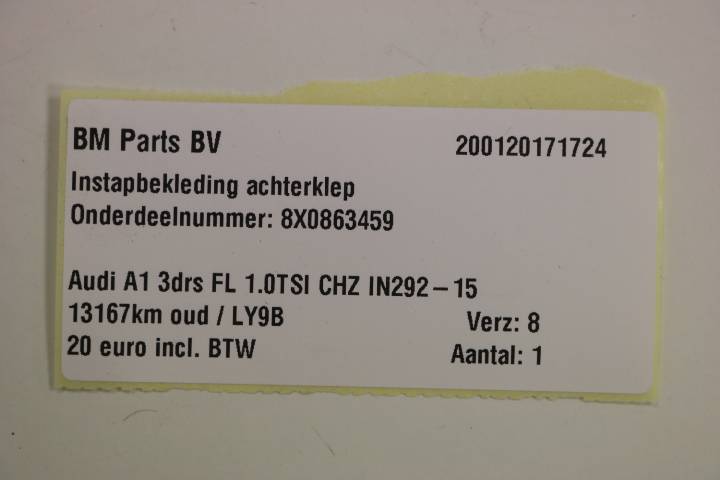 BM Parts BV 200120171724
Instapbekleding achterklep
Onderdeelnummer: 8X0863459
Audi A1 3drs FL 1.0TSI CHZ IN292-15
13167km oud / LY9B Verz: 8
20 euro incl. BTW Aantal: 1